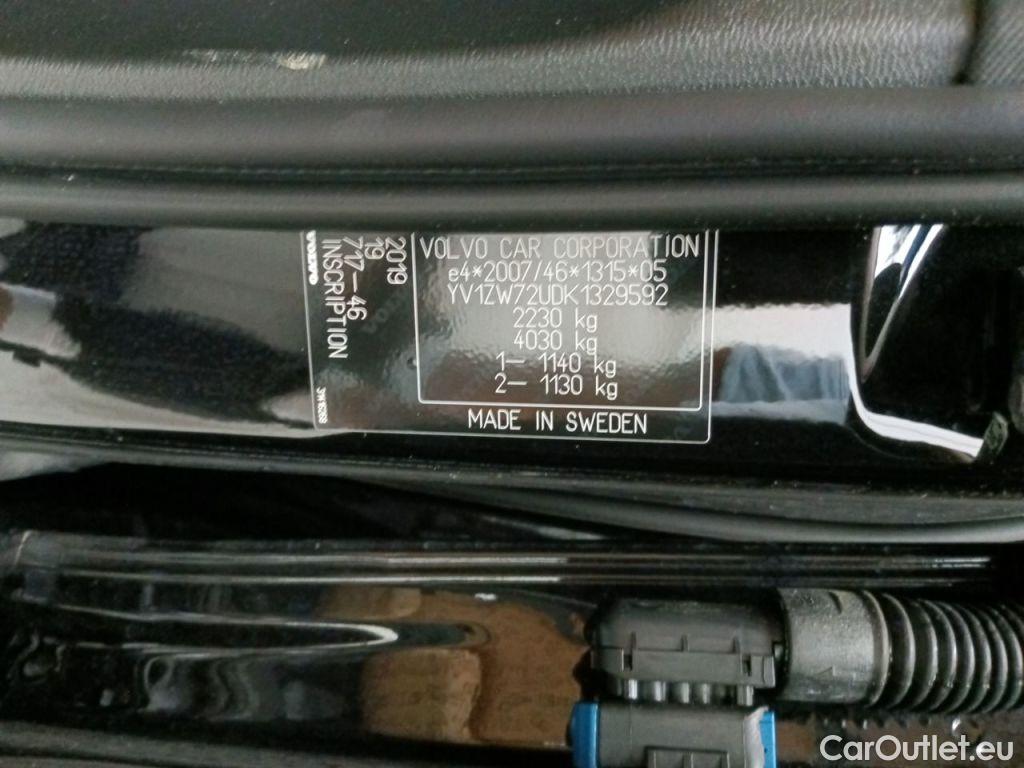 VOLVO CAR CORPORATION
e4*2007/46*1315*05
YV1ZW72UDK1329592
2230 kg
4030 kg
1– 1140 kg
2– 1130 kg
MADE IN SWEDEN
2019
19
717–46
INSCRIPTION
VOLVO
CarOutlet.eu